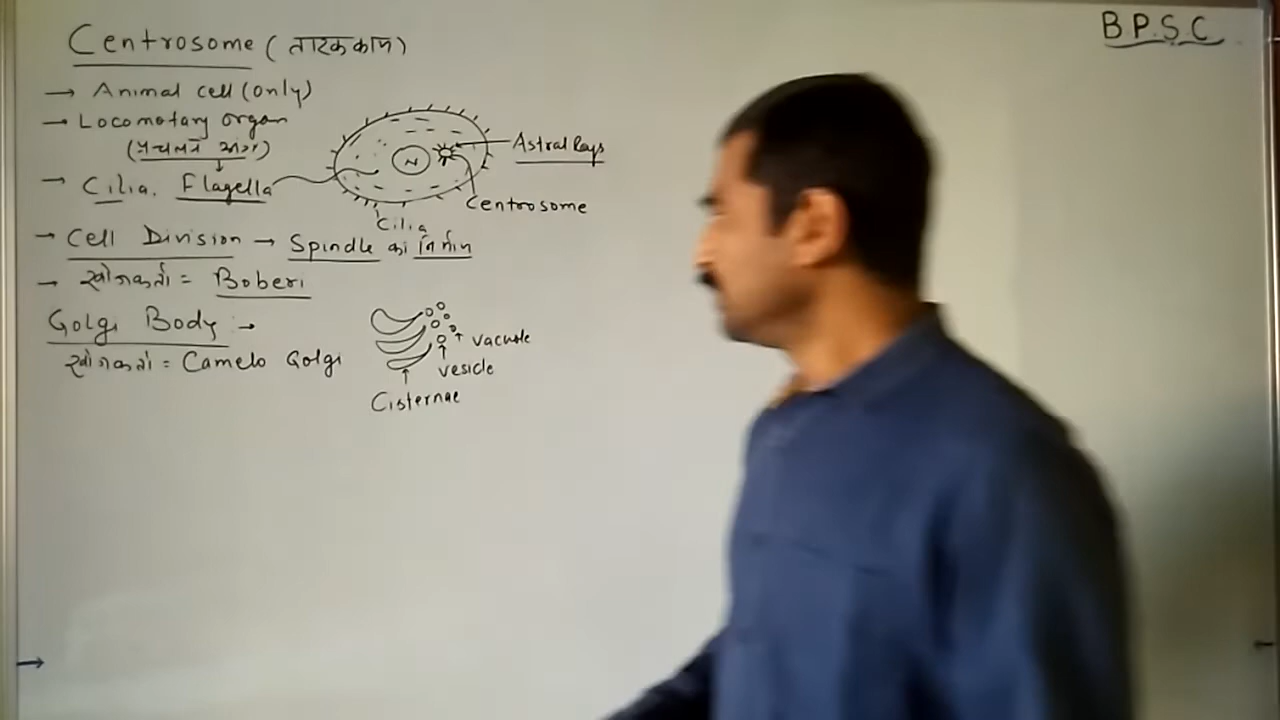 BPSC
Centrosome (तारककाय)
→ Animal cell (only)
→ Locomotary organ
(प्रचलन अंग)
→ Cilia. Flagella
N
Astral Rays
Centrosome
Cilia
→ Cell Division → Spindle का निर्माण
→ खोजकर्ता = Boberi
Golgi Body →
खोजकर्ता = Camelo Golgi
vacuole
vesicle
Cisternae